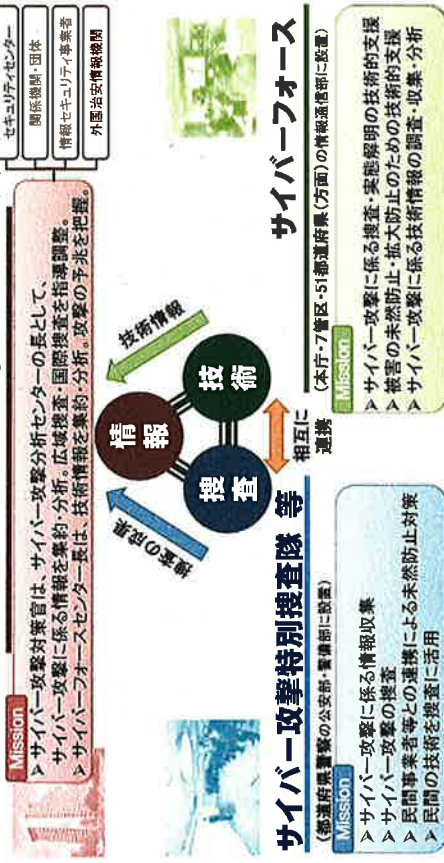 セキュリティセンター
関係機関・団体
情報セキュリティ事業者
外国治安情報機関
Mission
➢ サイバー攻撃対策官は、サイバー攻撃分析センターの長として、
サイバー攻撃に係る情報を集約・分析。広域捜査・国際捜査を指導調整。
➢ サイバーフォースセンター長は、技術情報を集約・分析。攻撃の予兆を把握。
情報
捜査の成果
技術情報
捜査
技術
相互に
連携
サイバー攻撃特別捜査隊 等
(都道府県警察の公安部・警備部に設置)
Mission
➢ サイバー攻撃に係る情報収集
➢ サイバー攻撃の捜査
➢ 民間事業者等との連携による未然防止対策
➢ 民間の技術を捜査に活用
サイバーフォース
(本庁・7管区・51都道府県(方面)の情報通信部に設置)
Mission
➢ サイバー攻撃に係る捜査・実態解明の技術的支援
➢ 被害の未然防止・拡大防止のための技術的支援
➢ サイバー攻撃に係る技術情報の調査・収集・分析